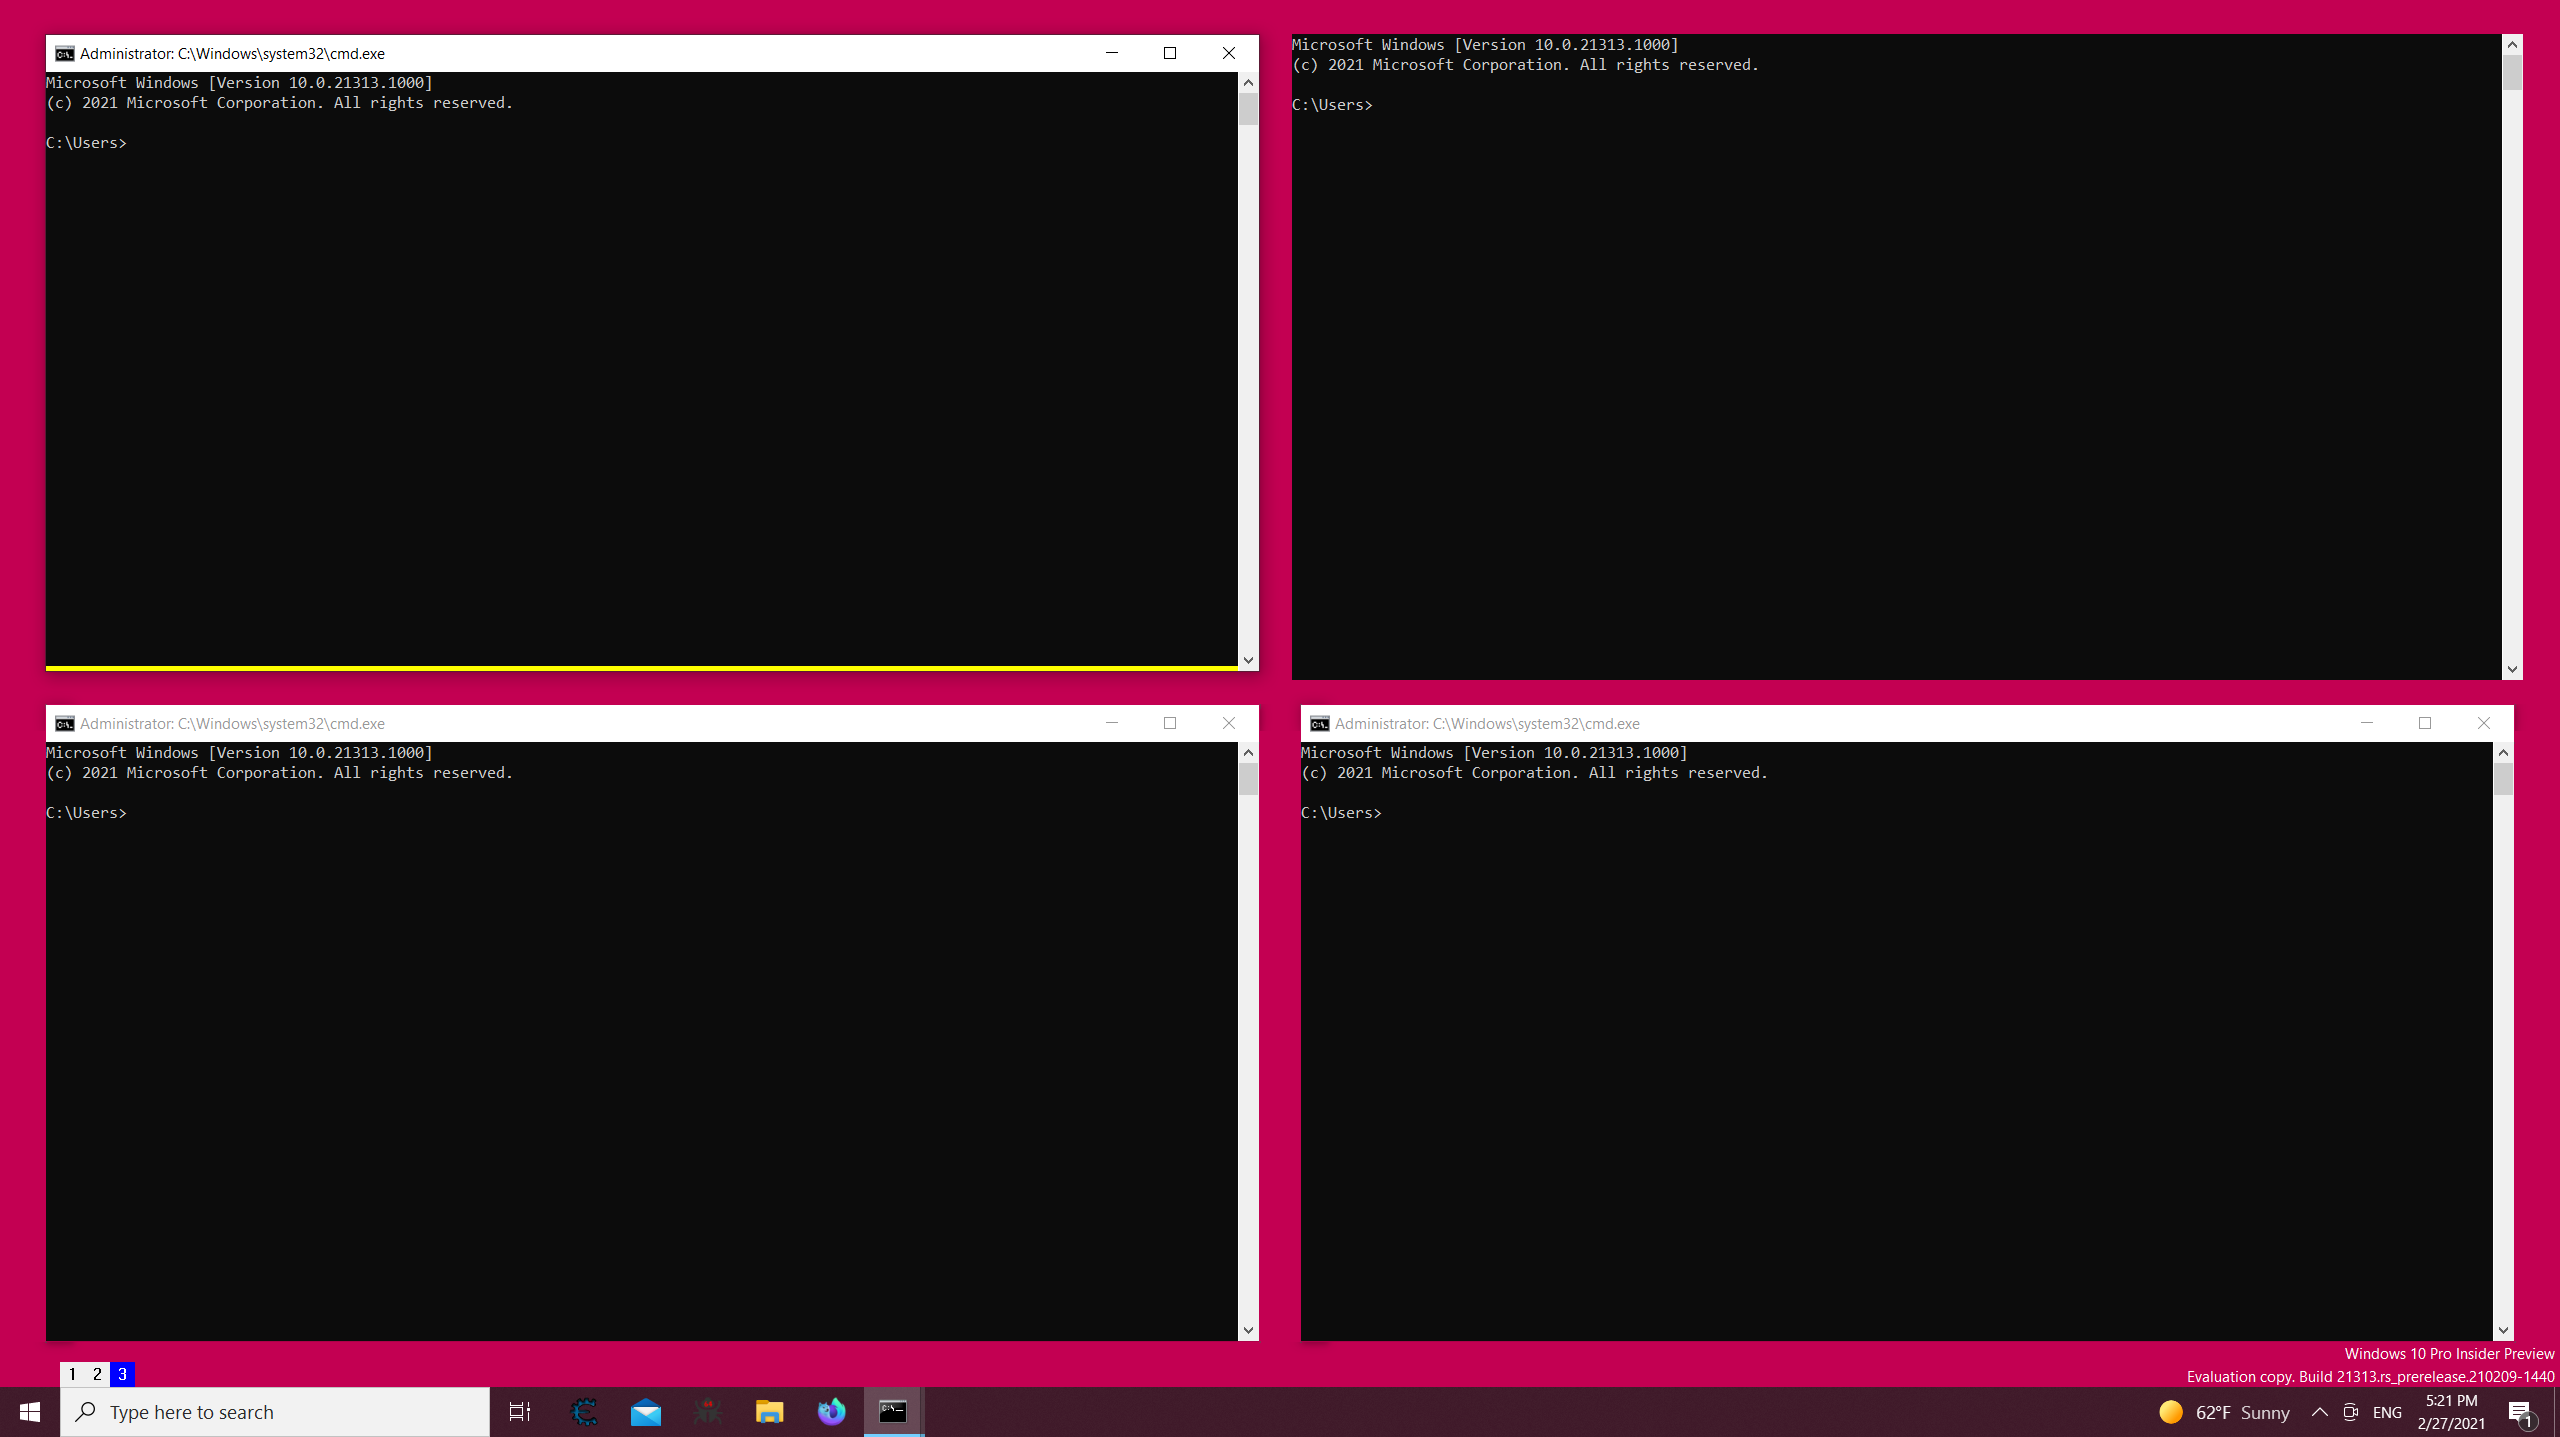 Administrator: C:\Windows\system32\cmd.exe
Microsoft Windows [Version 10.0.21313.1000]
(c) 2021 Microsoft Corporation. All rights reserved.
C:\Users>
Microsoft Windows [Version 10.0.21313.1000]
(c) 2021 Microsoft Corporation. All rights reserved.
C:\Users>
Administrator: C:\Windows\system32\cmd.exe
Microsoft Windows [Version 10.0.21313.1000]
(c) 2021 Microsoft Corporation. All rights reserved.
C:\Users>
Administrator: C:\Windows\system32\cmd.exe
Microsoft Windows [Version 10.0.21313.1000]
(c) 2021 Microsoft Corporation. All rights reserved.
C:\Users>
Windows 10 Pro Insider Preview
Evaluation copy. Build 21313.rs_prerelease.210209-1440
1 2 3
Type here to search
62°F Sunny
ENG
5:21 PM
2/27/2021
1